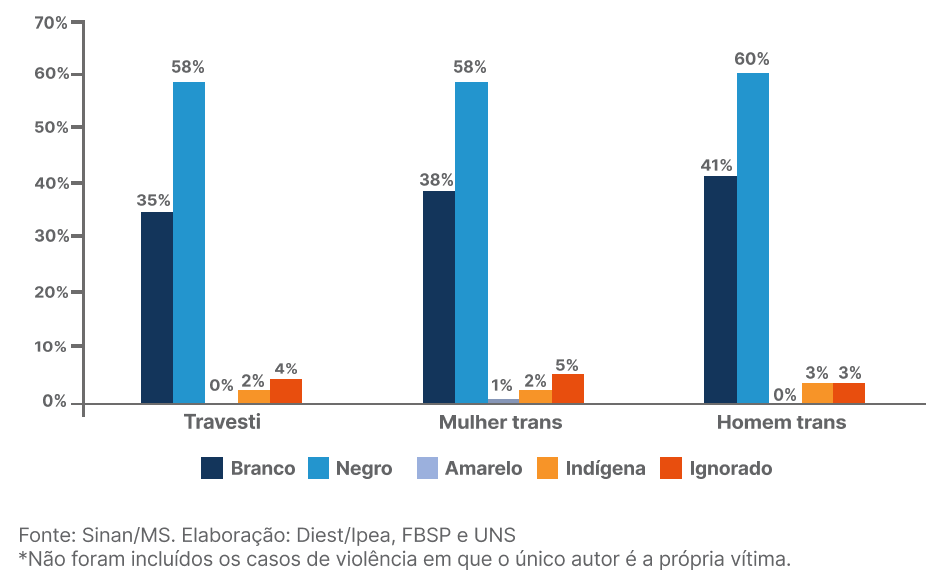 70%
60%
50%
40%
30%
20%
10%
0%
35%
58%
0%
2%
4%
38%
58%
1%
2%
5%
41%
60%
0%
3%
3%
Travesti
Mulher trans
Homem trans
Branco
Negro
Amarelo
Indígena
Ignorado
Fonte: Sinan/MS. Elaboração: Diest/Ipea, FBSP e UNS
*Não foram incluídos os casos de violência em que o único autor é a própria vítima.